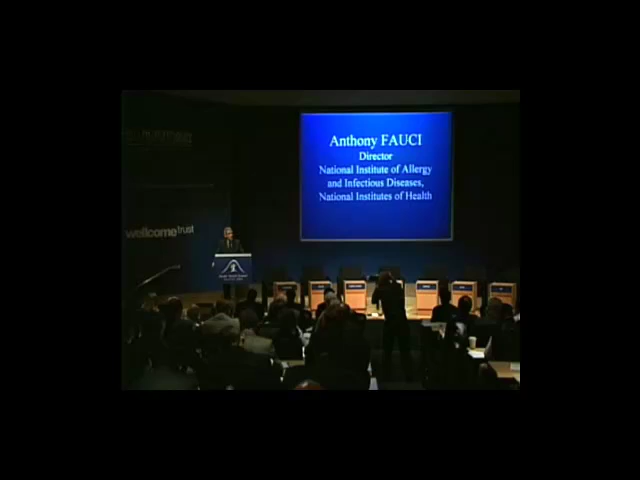 Anthony FAUCI
Director
National Institute of Allergy
and Infectious Diseases,
National Institutes of Health
wellcome trust